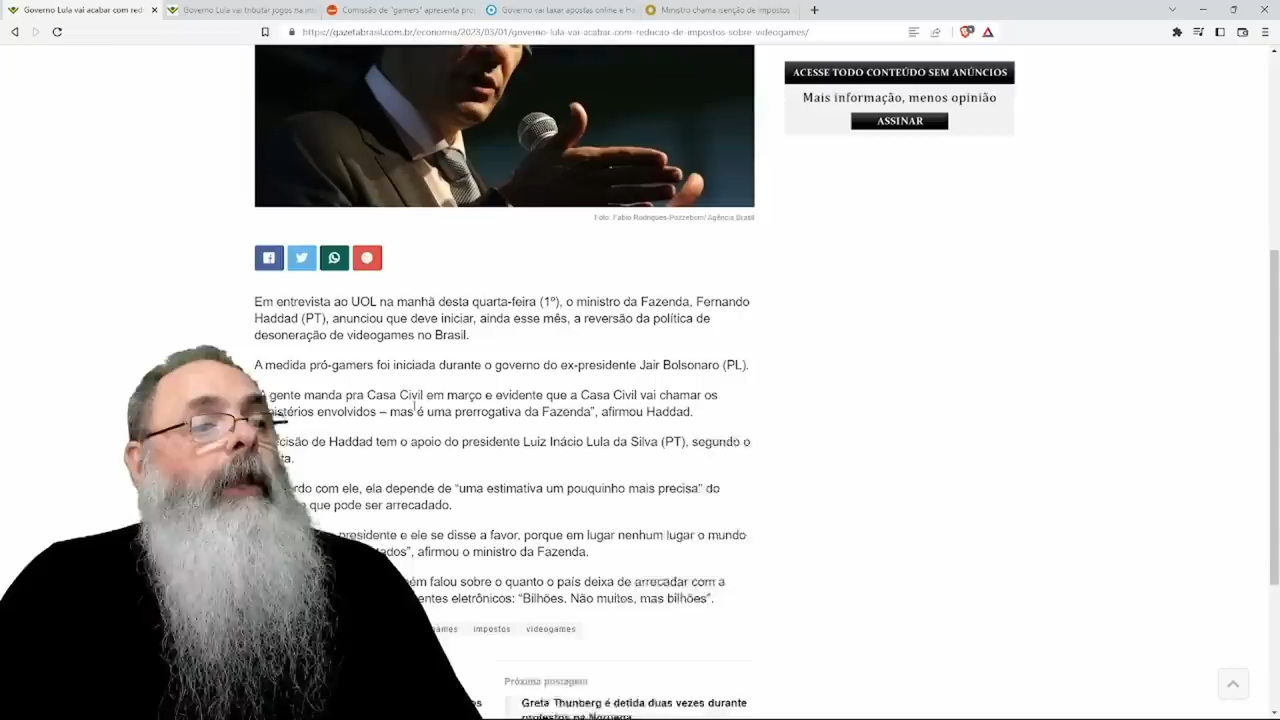 Governo Lula vai acabar com red
Governo Lula vai tributar jogos na int
Comissão de "gamers" apresenta pro
Governo vai taxar apostas online e H
Ministro chama isenção de impostos
https://gazetabrasil.com.br/economia/2023/03/01/governo-lula-vai-acabar-com-reducao-de-impostos-sobre-videogames/
ACESSE TODO CONTEÚDO SEM ANÚNCIOS
Mais informação, menos opinião
ASSINAR
Foto: Fabio Rodrigues-Pozzebom/ Agência Brasil
Em entrevista ao UOL na manhã desta quarta-feira (1º), o ministro da Fazenda, Fernando
Haddad (PT), anunciou que deve iniciar, ainda esse mês, a reversão da política de
desoneração de videogames no Brasil.
A medida pró-gamers foi iniciada durante o governo do ex-presidente Jair Bolsonaro (PL).
gente manda pra Casa Civil em março e evidente que a Casa Civil vai chamar os
nistérios envolvidos – mas é uma prerrogativa da Fazenda”, afirmou Haddad.
cisão de Haddad tem o apoio do presidente Luiz Inácio Lula da Silva (PT), segundo o
ta.
rdo com ele, ela depende de “uma estimativa um pouquinho mais precisa” do
que pode ser arrecadado.
presidente e ele se disse a favor, porque em lugar nenhum lugar o mundo
tados”, afirmou o ministro da Fazenda.
ém falou sobre o quanto o país deixa de arrecadar com a
entes eletrônicos: “Bilhões. Não muitos, mas bilhões”.
games impostos videogames
Próxima postagem
os
Greta Thunberg é detida duas vezes durante
protestos na Noruega